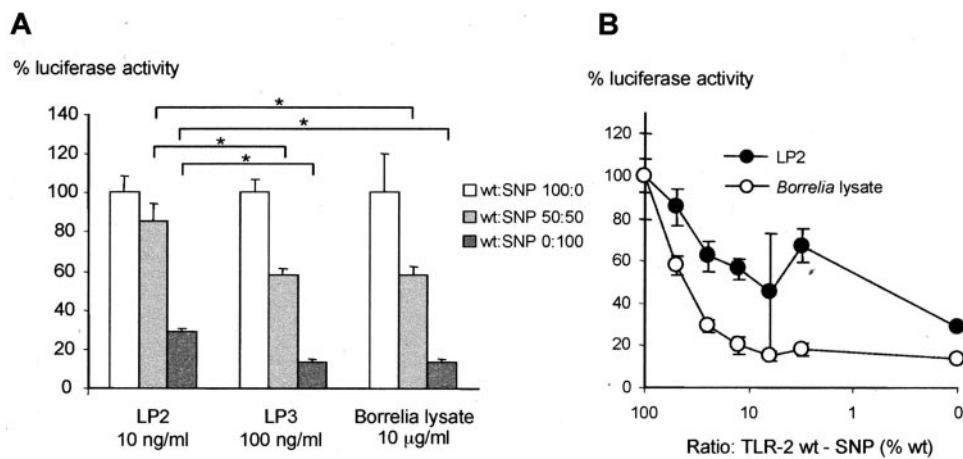 A
% luciferase activity
140
120
100
80
60
40
20
0
*
*
*
*
LP2
10 ng/ml
LP3
100 ng/ml
Borrelia lysate
10 μg/ml
wt:SNP 100:0
wt:SNP 50:50
wt:SNP 0:100
B
% luciferase activity
120
100
80
60
40
20
0
LP2
Borrelia lysate
100
10
1
0
Ratio: TLR-2 wt - SNP (% wt)